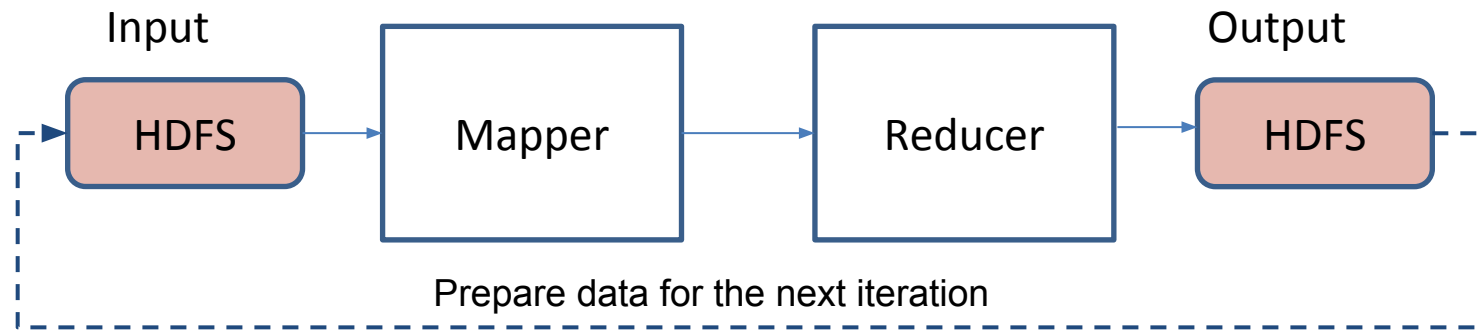 Input
Output
HDFS
Mapper
Reducer
HDFS
Prepare data for the next iteration